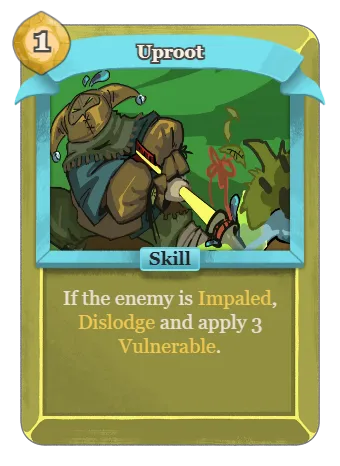 1
Uproot
Skill
If the enemy is Impaled,
Dislodge and apply 3
Vulnerable.